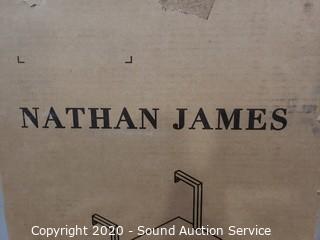 NATHAN JAMES
Copyright 2020 - Sound Auction Service